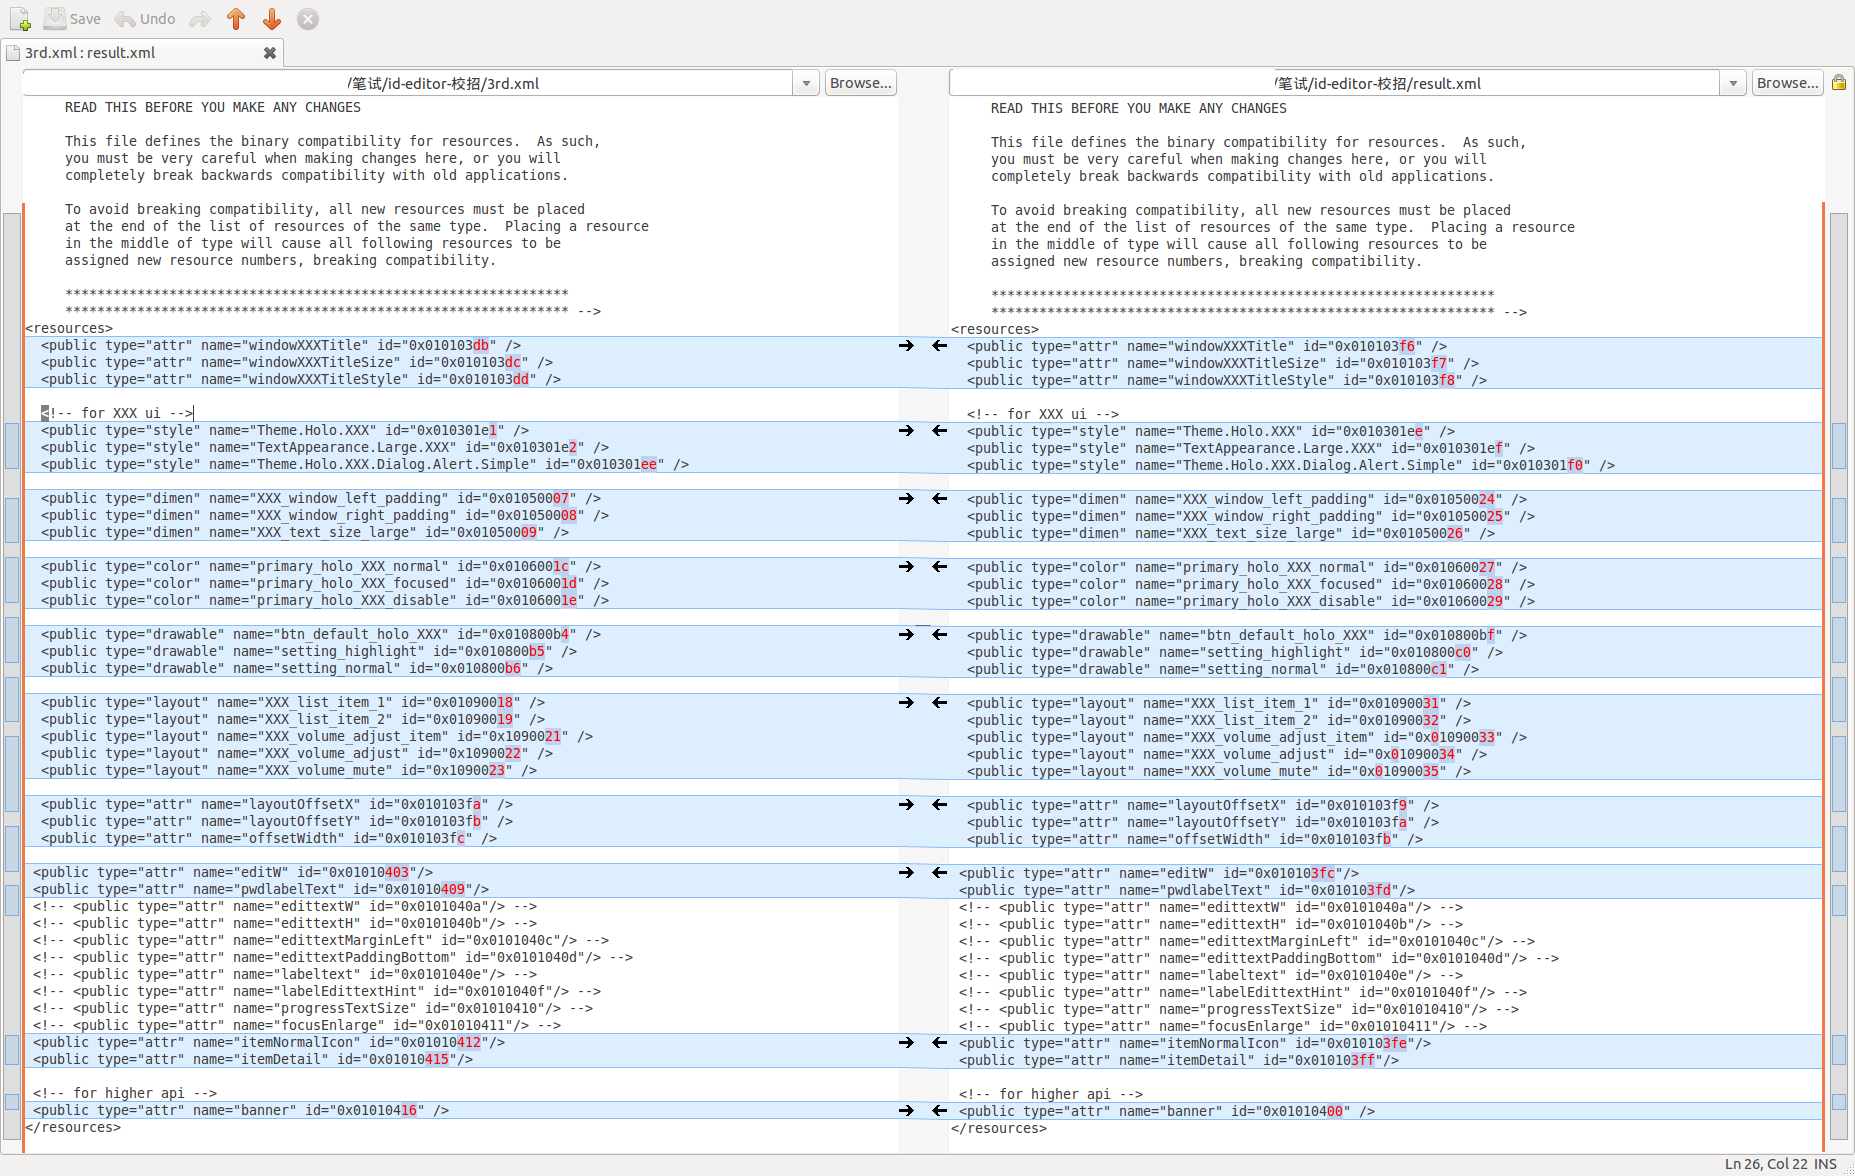 Save Undo
3rd.xml : result.xml
/笔试/id-editor-校招/3rd.xml Browse...
READ THIS BEFORE YOU MAKE ANY CHANGES
This file defines the binary compatibility for resources.  As such,
you must be very careful when making changes here, or you will
completely break backwards compatibility with old applications.
To avoid breaking compatibility, all new resources must be placed
at the end of the list of resources of the same type.  Placing a resource
in the middle of type will cause all following resources to be
assigned new resource numbers, breaking compatibility.
***************************************************************
*************************************************************** -->
<resources>
<public type="attr" name="windowXXXTitle" id="0x010103db" />
<public type="attr" name="windowXXXTitleSize" id="0x010103dc" />
<public type="attr" name="windowXXXTitleStyle" id="0x010103dd" />
<!-- for XXX ui -->
<public type="style" name="Theme.Holo.XXX" id="0x010301e1" />
<public type="style" name="TextAppearance.Large.XXX" id="0x010301e2" />
<public type="style" name="Theme.Holo.XXX.Dialog.Alert.Simple" id="0x010301ee" />
<public type="dimen" name="XXX_window_left_padding" id="0x01050007" />
<public type="dimen" name="XXX_window_right_padding" id="0x01050008" />
<public type="dimen" name="XXX_text_size_large" id="0x01050009" />
<public type="color" name="primary_holo_XXX_normal" id="0x0106001c" />
<public type="color" name="primary_holo_XXX_focused" id="0x0106001d" />
<public type="color" name="primary_holo_XXX_disable" id="0x0106001e" />
<public type="drawable" name="btn_default_holo_XXX" id="0x010800b4" />
<public type="drawable" name="setting_highlight" id="0x010800b5" />
<public type="drawable" name="setting_normal" id="0x010800b6" />
<public type="layout" name="XXX_list_item_1" id="0x01090018" />
<public type="layout" name="XXX_list_item_2" id="0x01090019" />
<public type="layout" name="XXX_volume_adjust_item" id="0x1090021" />
<public type="layout" name="XXX_volume_adjust" id="0x1090022" />
<public type="layout" name="XXX_volume_mute" id="0x1090023" />
<public type="attr" name="layoutOffsetX" id="0x010103fa" />
<public type="attr" name="layoutOffsetY" id="0x010103fb" />
<public type="attr" name="offsetWidth" id="0x010103fc" />
<public type="attr" name="editW" id="0x01010403"/>
<public type="attr" name="pwdlabelText" id="0x01010409"/>
<!-- <public type="attr" name="edittextW" id="0x0101040a"/> -->
<!-- <public type="attr" name="edittextH" id="0x0101040b"/> -->
<!-- <public type="attr" name="edittextMarginLeft" id="0x0101040c"/> -->
<!-- <public type="attr" name="edittextPaddingBottom" id="0x0101040d"/> -->
<!-- <public type="attr" name="labeltext" id="0x0101040e"/> -->
<!-- <public type="attr" name="labelEdittextHint" id="0x0101040f"/> -->
<!-- <public type="attr" name="progressTextSize" id="0x01010410"/> -->
<!-- <public type="attr" name="focusEnlarge" id="0x01010411"/> -->
<public type="attr" name="itemNormalIcon" id="0x01010412"/>
<public type="attr" name="itemDetail" id="0x01010415"/>
<!-- for higher api -->
<public type="attr" name="banner" id="0x01010416" />
</resources>
/笔试/id-editor-校招/result.xml Browse...
READ THIS BEFORE YOU MAKE ANY CHANGES
This file defines the binary compatibility for resources.  As such,
you must be very careful when making changes here, or you will
completely break backwards compatibility with old applications.
To avoid breaking compatibility, all new resources must be placed
at the end of the list of resources of the same type.  Placing a resource
in the middle of type will cause all following resources to be
assigned new resource numbers, breaking compatibility.
***************************************************************
*************************************************************** -->
<resources>
<public type="attr" name="windowXXXTitle" id="0x010103f6" />
<public type="attr" name="windowXXXTitleSize" id="0x010103f7" />
<public type="attr" name="windowXXXTitleStyle" id="0x010103f8" />
<!-- for XXX ui -->
<public type="style" name="Theme.Holo.XXX" id="0x010301ee" />
<public type="style" name="TextAppearance.Large.XXX" id="0x010301ef" />
<public type="style" name="Theme.Holo.XXX.Dialog.Alert.Simple" id="0x010301f0" />
<public type="dimen" name="XXX_window_left_padding" id="0x01050024" />
<public type="dimen" name="XXX_window_right_padding" id="0x01050025" />
<public type="dimen" name="XXX_text_size_large" id="0x01050026" />
<public type="color" name="primary_holo_XXX_normal" id="0x01060027" />
<public type="color" name="primary_holo_XXX_focused" id="0x01060028" />
<public type="color" name="primary_holo_XXX_disable" id="0x01060029" />
<public type="drawable" name="btn_default_holo_XXX" id="0x010800bf" />
<public type="drawable" name="setting_highlight" id="0x010800c0" />
<public type="drawable" name="setting_normal" id="0x010800c1" />
<public type="layout" name="XXX_list_item_1" id="0x01090031" />
<public type="layout" name="XXX_list_item_2" id="0x01090032" />
<public type="layout" name="XXX_volume_adjust_item" id="0x01090033" />
<public type="layout" name="XXX_volume_adjust" id="0x01090034" />
<public type="layout" name="XXX_volume_mute" id="0x01090035" />
<public type="attr" name="layoutOffsetX" id="0x010103f9" />
<public type="attr" name="layoutOffsetY" id="0x010103fa" />
<public type="attr" name="offsetWidth" id="0x010103fb" />
<public type="attr" name="editW" id="0x010103fc"/>
<public type="attr" name="pwdlabelText" id="0x010103fd"/>
<!-- <public type="attr" name="edittextW" id="0x0101040a"/> -->
<!-- <public type="attr" name="edittextH" id="0x0101040b"/> -->
<!-- <public type="attr" name="edittextMarginLeft" id="0x0101040c"/> -->
<!-- <public type="attr" name="edittextPaddingBottom" id="0x0101040d"/> -->
<!-- <public type="attr" name="labeltext" id="0x0101040e"/> -->
<!-- <public type="attr" name="labelEdittextHint" id="0x0101040f"/> -->
<!-- <public type="attr" name="progressTextSize" id="0x01010410"/> -->
<!-- <public type="attr" name="focusEnlarge" id="0x01010411"/> -->
<public type="attr" name="itemNormalIcon" id="0x010103fe"/>
<public type="attr" name="itemDetail" id="0x010103ff"/>
<!-- for higher api -->
<public type="attr" name="banner" id="0x01010400" />
</resources>
Ln 26, Col 22 INS